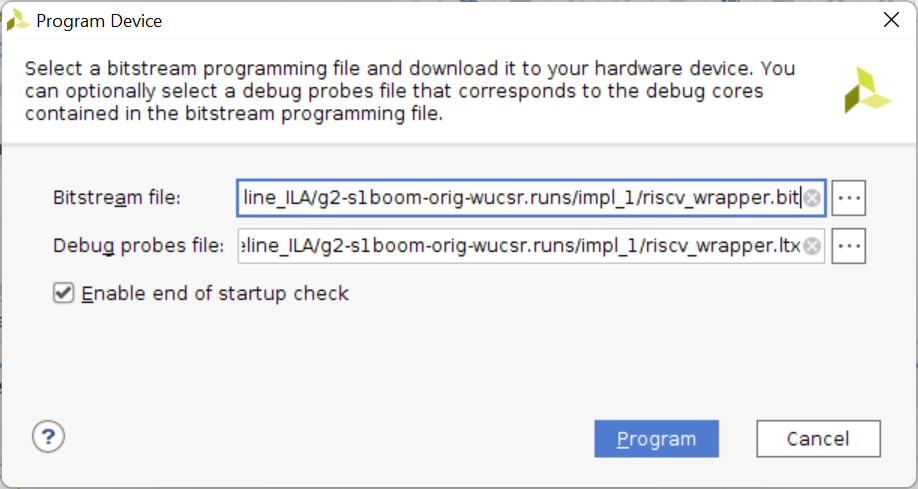 Program Device
Select a bitstream programming file and download it to your hardware device. You
can optionally select a debug probes file that corresponds to the debug cores
contained in the bitstream programming file.
Bitstream file: line_ILA/g2-s1boom-orig-wucsr.runs/impl_1/riscv_wrapper.bit ...
Debug probes file: eline_ILA/g2-s1boom-orig-wucsr.runs/impl_1/riscv_wrapper.ltx ...
Enable end of startup check
? Program Cancel